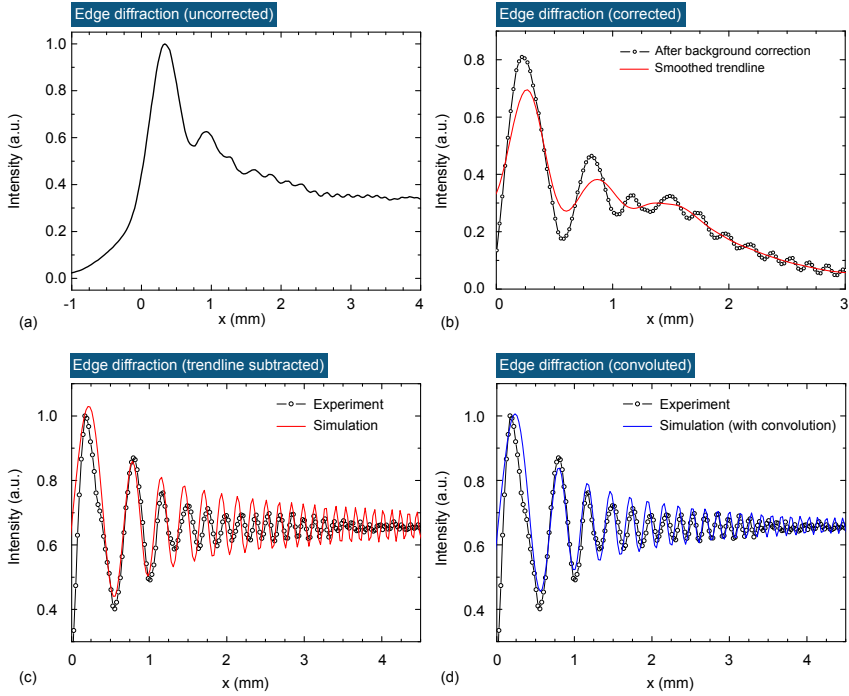 Edge diffraction (uncorrected)
1.0
0.8
0.6
0.4
0.2
0.0
Intensity (a.u.)
-1
0
1
2
3
4
x (mm)
(a)
Edge diffraction (corrected)
After background correction
Smoothed trendline
0.8
0.6
0.4
0.2
0.0
Intensity (a.u.)
0
1
2
3
x (mm)
(b)
Edge diffraction (trendline subtracted)
Experiment
Simulation
1.0
0.8
0.6
0.4
Intensity (a.u.)
0
1
2
3
4
x (mm)
(c)
Edge diffraction (convoluted)
Experiment
Simulation (with convolution)
1.0
0.8
0.6
0.4
Intensity (a.u.)
0
1
2
3
4
x (mm)
(d)